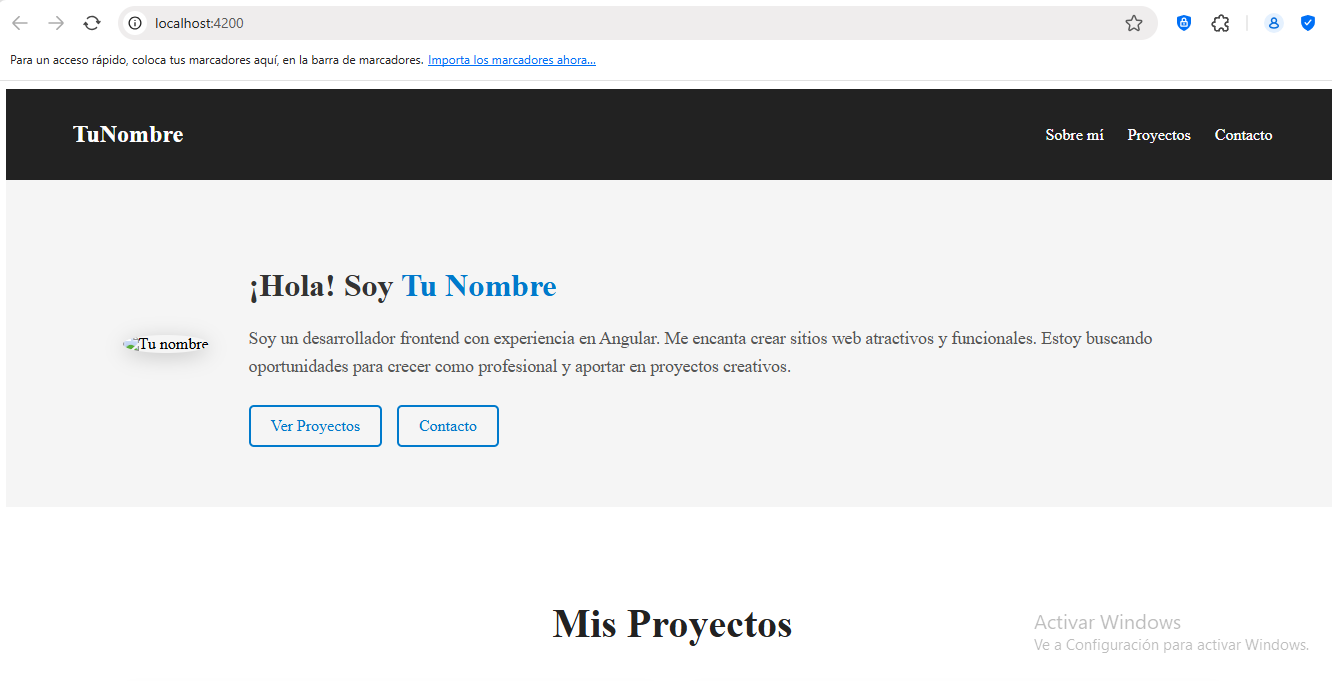 localhost:4200
Para un acceso rápido, coloca tus marcadores aquí, en la barra de marcadores. Importa los marcadores ahora...
TuNombre
Sobre mí Proyectos Contacto
¡Hola! Soy Tu Nombre
Tu nombre
Soy un desarrollador frontend con experiencia en Angular. Me encanta crear sitios web atractivos y funcionales. Estoy buscando
oportunidades para crecer como profesional y aportar en proyectos creativos.
Ver Proyectos Contacto
Mis Proyectos
Activar Windows
Ve a Configuración para activar Windows.